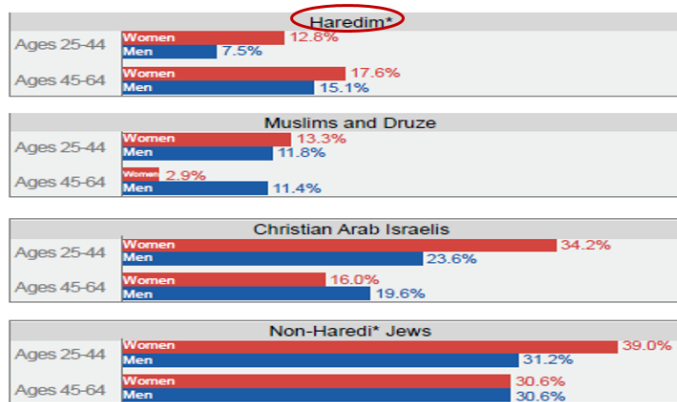 Haredim*
Ages 25-44
Women 12.8%
Men 7.5%
Ages 45-64
Women 17.6%
Men 15.1%
Muslims and Druze
Ages 25-44
Women 13.3%
Men 11.8%
Ages 45-64
Women 2.9%
Men 11.4%
Christian Arab Israelis
Ages 25-44
Women 34.2%
Men 23.6%
Ages 45-64
Women 16.0%
Men 19.6%
Non-Haredi* Jews
Ages 25-44
Women 39.0%
Men 31.2%
Ages 45-64
Women 30.6%
Men 30.6%